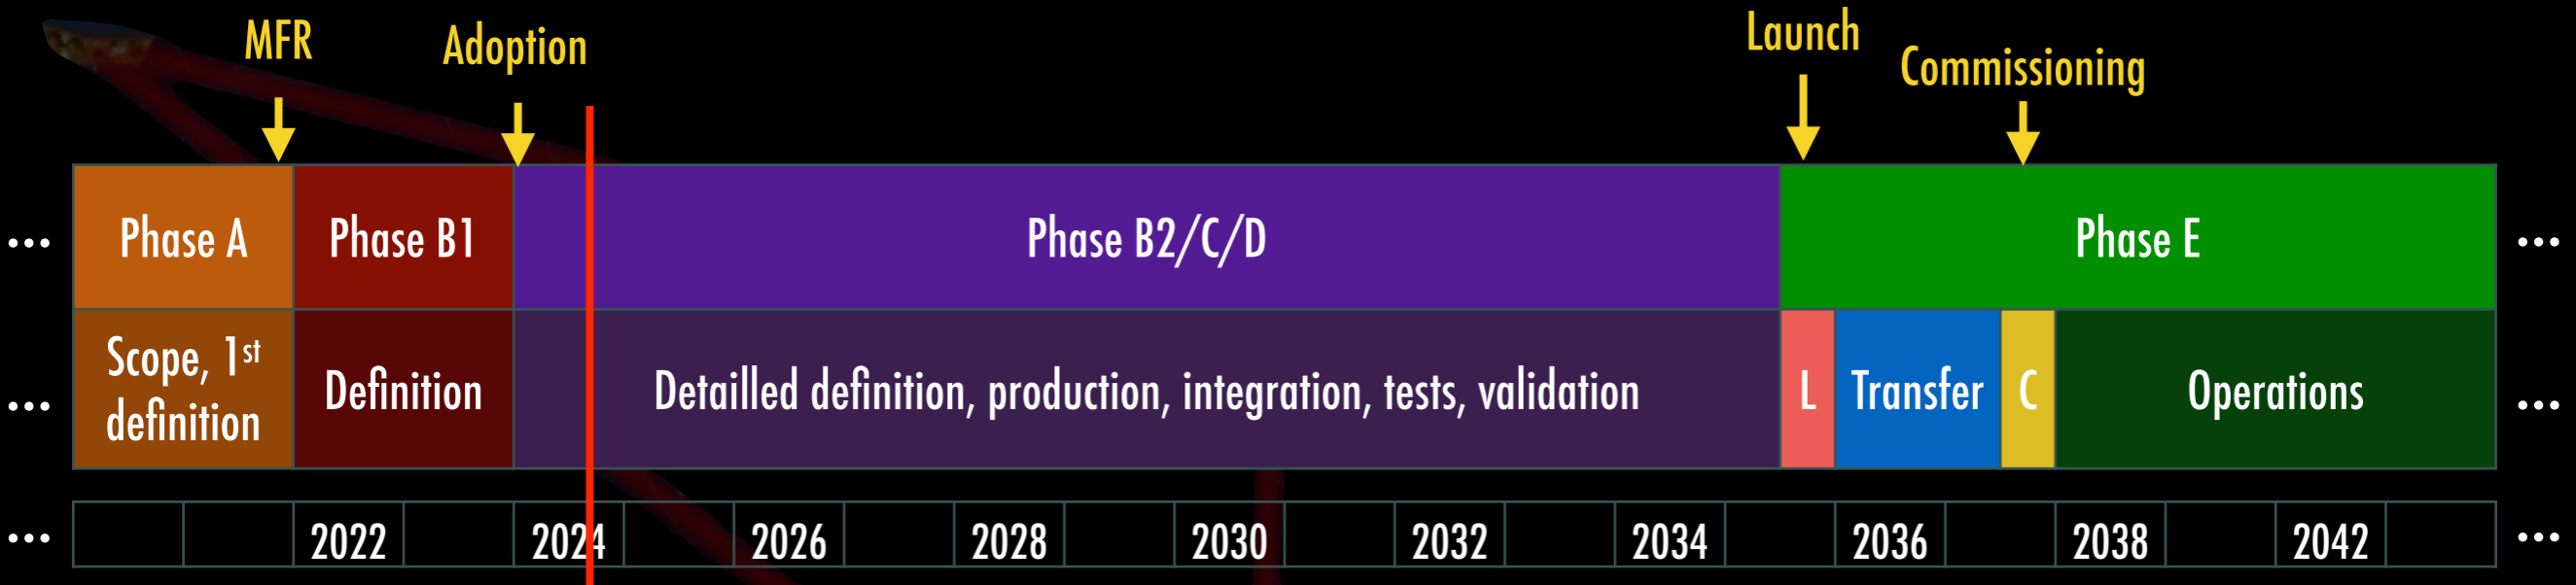 MFR
Adoption
Launch
Commissioning
... Phase A Phase B1 Phase B2/C/D Phase E ...
Scope, 1st
definition
... Definition Detailled definition, production, integration, tests, validation L Transfer C Operations ...
... 2022 2024 2026 2028 2030 2032 2034 2036 2038 2042 ...